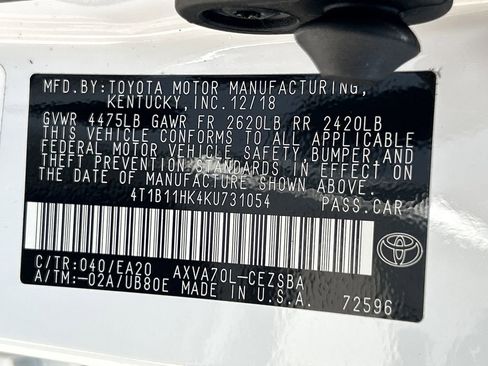 MFD.BY:TOYOTA MOTOR MANUFACTURING,
KENTUCKY, INC.12/18
GVWR 4475LB GAWR FR 2620LB RR 2420LB
THIS VEHICLE CONFORMS TO ALL APPLICABLE
FEDERAL MOTOR VEHICLE SAFETY, BUMPER, AND
THEFT PREVENTION STANDARDS IN EFFECT ON
THE DATE OF MANUFACTURE SHOWN ABOVE.
4T1B11HK4KU731054 PASS.CAR
C/TR:040/EA20 AXVA70L-CEZSBA
A/TM:-02A/UB80E MADE IN U.S.A. 72596